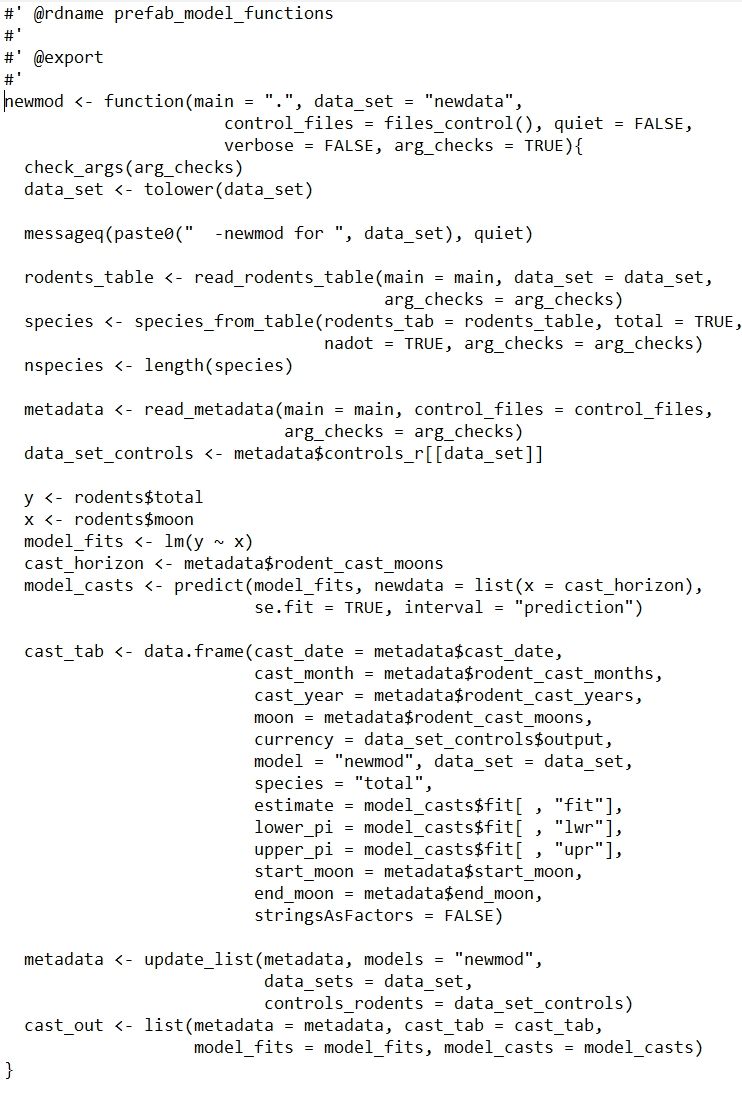 #' @rdname prefab_model_functions
#'
#' @export
#'
newmod <- function(main = ".", data_set = "newdata",
                      control_files = files_control(), quiet = FALSE,
                      verbose = FALSE, arg_checks = TRUE){
  check_args(arg_checks)
  data_set <- tolower(data_set)

  messageq(paste0("  -newmod for ", data_set), quiet)

  rodents_table <- read_rodents_table(main = main, data_set = data_set,
                                      arg_checks = arg_checks)
  species <- species_from_table(rodents_tab = rodents_table, total = TRUE,
                                nadot = TRUE, arg_checks = arg_checks)
  nspecies <- length(species)

  metadata <- read_metadata(main = main, control_files = control_files,
                            arg_checks = arg_checks)
  data_set_controls <- metadata$controls_r[[data_set]]

  y <- rodents$total
  x <- rodents$moon
  model_fits <- lm(y ~ x)
  cast_horizon <- metadata$rodent_cast_moons
  model_casts <- predict(model_fits, newdata = list(x = cast_horizon),
                         se.fit = TRUE, interval = "prediction")

  cast_tab <- data.frame(cast_date = metadata$cast_date,
                         cast_month = metadata$rodent_cast_months,
                         cast_year = metadata$rodent_cast_years,
                         moon = metadata$rodent_cast_moons,
                         currency = data_set_controls$output,
                         model = "newmod", data_set = data_set,
                         species = "total",
                         estimate = model_casts$fit[ , "fit"],
                         lower_pi = model_casts$fit[ , "lwr"],
                         upper_pi = model_casts$fit[ , "upr"],
                         start_moon = metadata$start_moon,
                         end_moon = metadata$end_moon,
                         stringsAsFactors = FALSE)

  metadata <- update_list(metadata, models = "newmod",
                          data_sets = data_set,
                          controls_rodents = data_set_controls)
  cast_out <- list(metadata = metadata, cast_tab = cast_tab,
                   model_fits = model_fits, model_casts = model_casts)
}